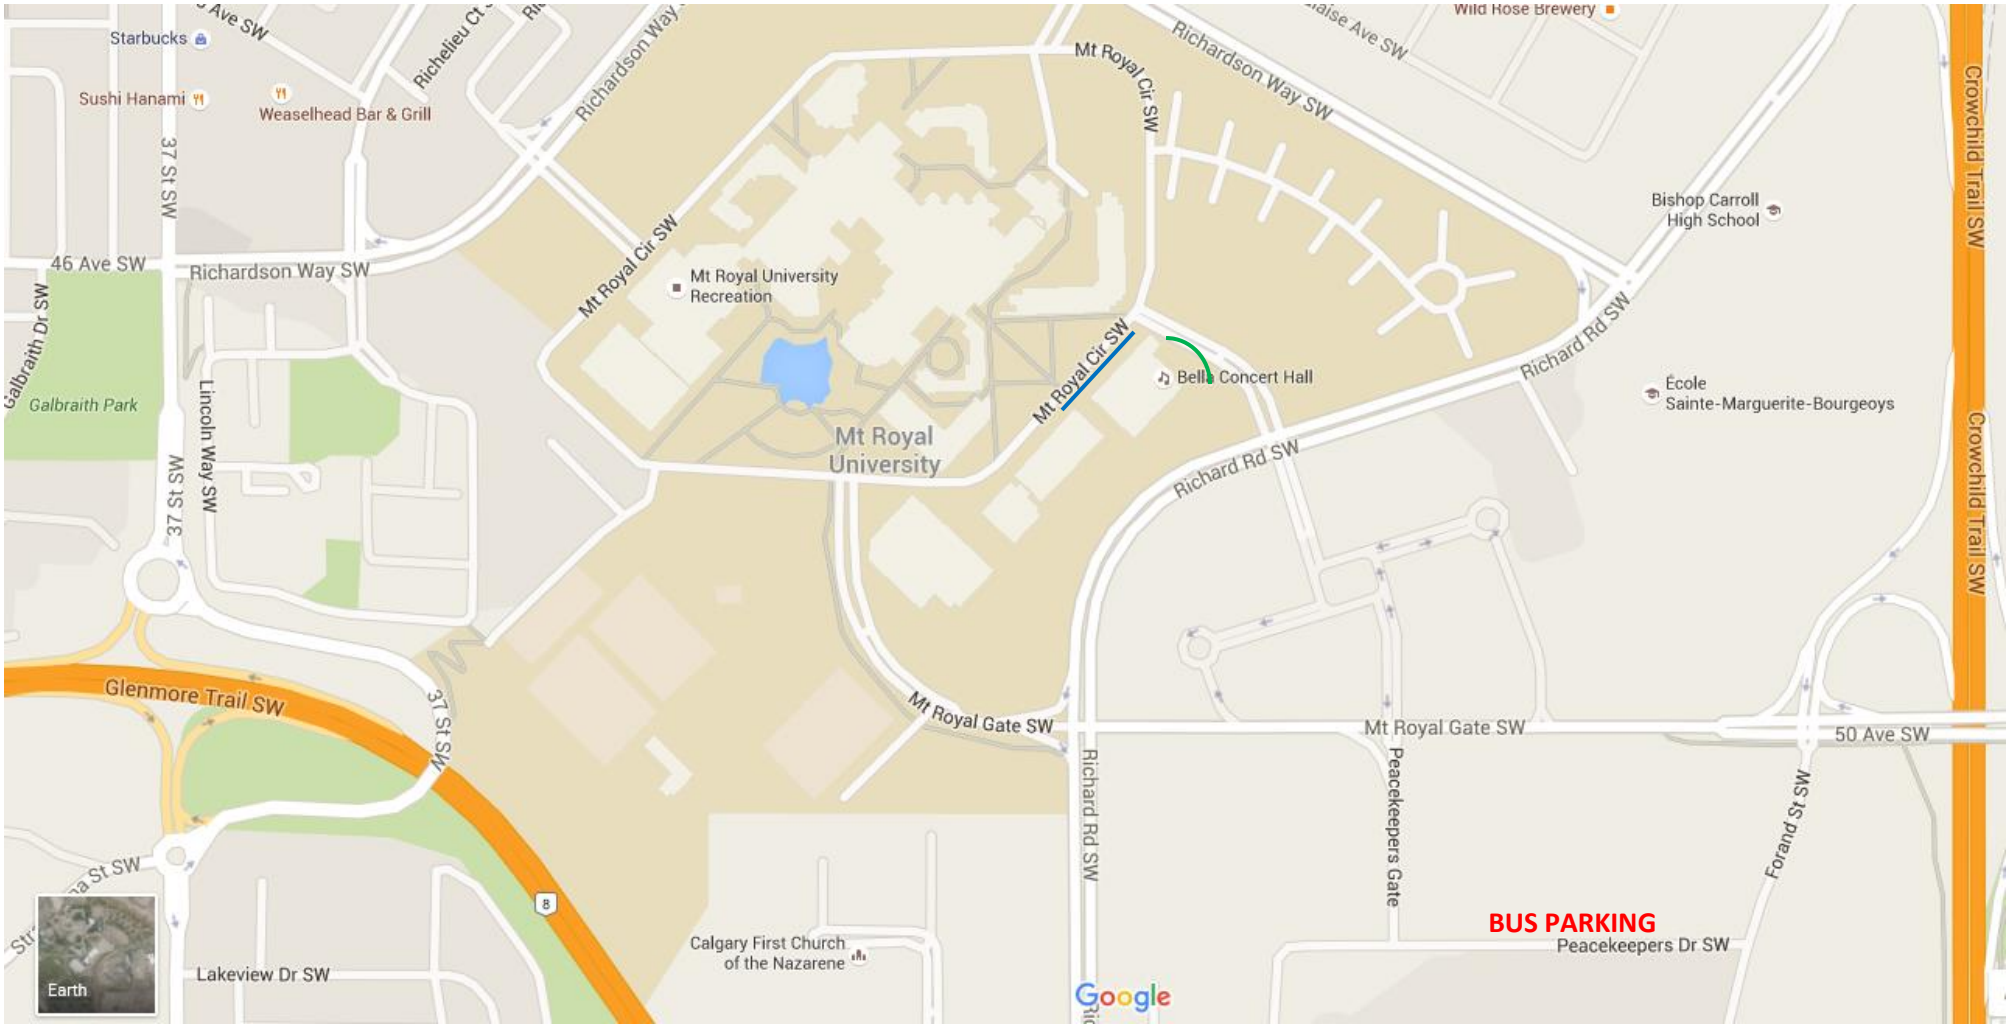 Ave SW
Richelieu Ct S
Richardson Way
Starbucks
Sushi Hanami
Weaselhead Bar & Grill
37 St SW
Mt Royal Cir SW
Mt Royal Cir SW
Richardson Way SW
aise Ave SW
Wild Rose Brewery
Crowchild Trail SW
Bishop Carroll
High School
46 Ave SW
Richardson Way SW
Mt Royal University
Recreation
Galbraith Dr SW
Galbraith Park
Lincoln Way SW
Mt Royal Cir SW
Bella Concert Hall
Richard Rd SW
École
Sainte-Marguerite-Bourgeoys
Mt Royal
University
Richard Rd SW
37 St SW
Crowchild Trail SW
Glenmore Trail SW
37 St SW
Mt Royal Gate SW
Mt Royal Gate SW
50 Ave SW
Richard Rd SW
Peacekeepers Gate
Forand St SW
na St SW
Str
8
BUS PARKING
Peacekeepers Dr SW
Calgary First Church
of the Nazarene
Lakeview Dr SW
Earth
Google
Ric